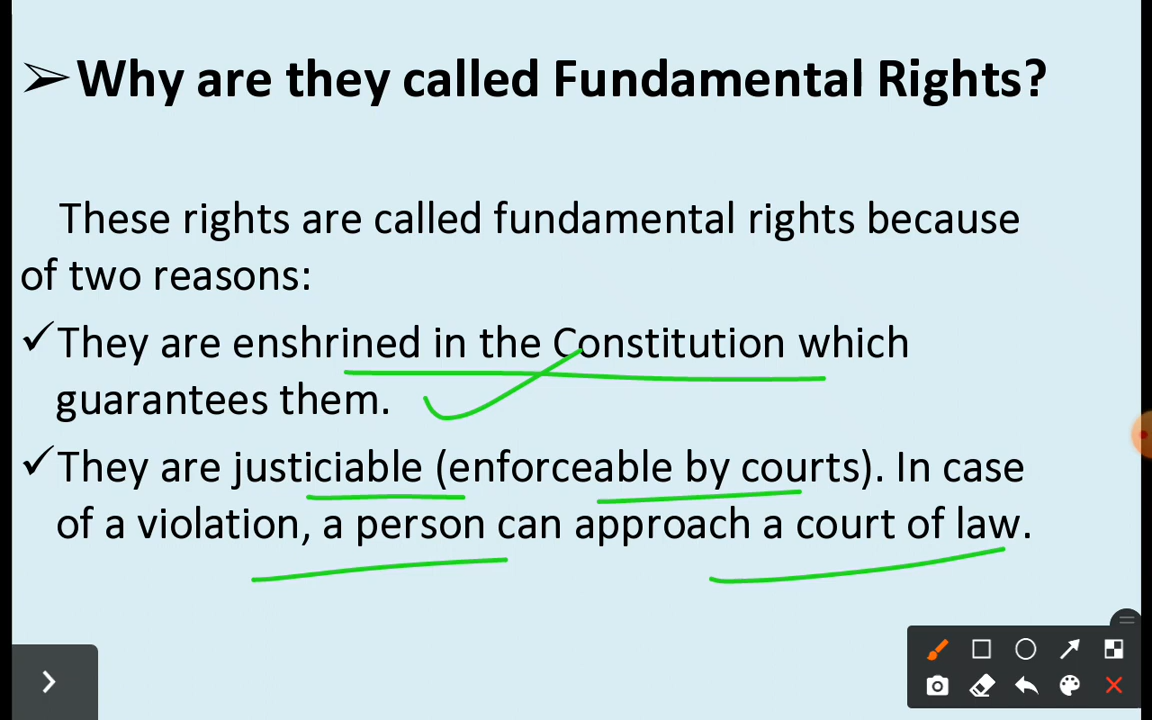 ➢Why are they called Fundamental Rights?
These rights are called fundamental rights because
of two reasons:
✓They are enshrined in the Constitution which
guarantees them.
✓They are justiciable (enforceable by courts). In case
of a violation, a person can approach a court of law.